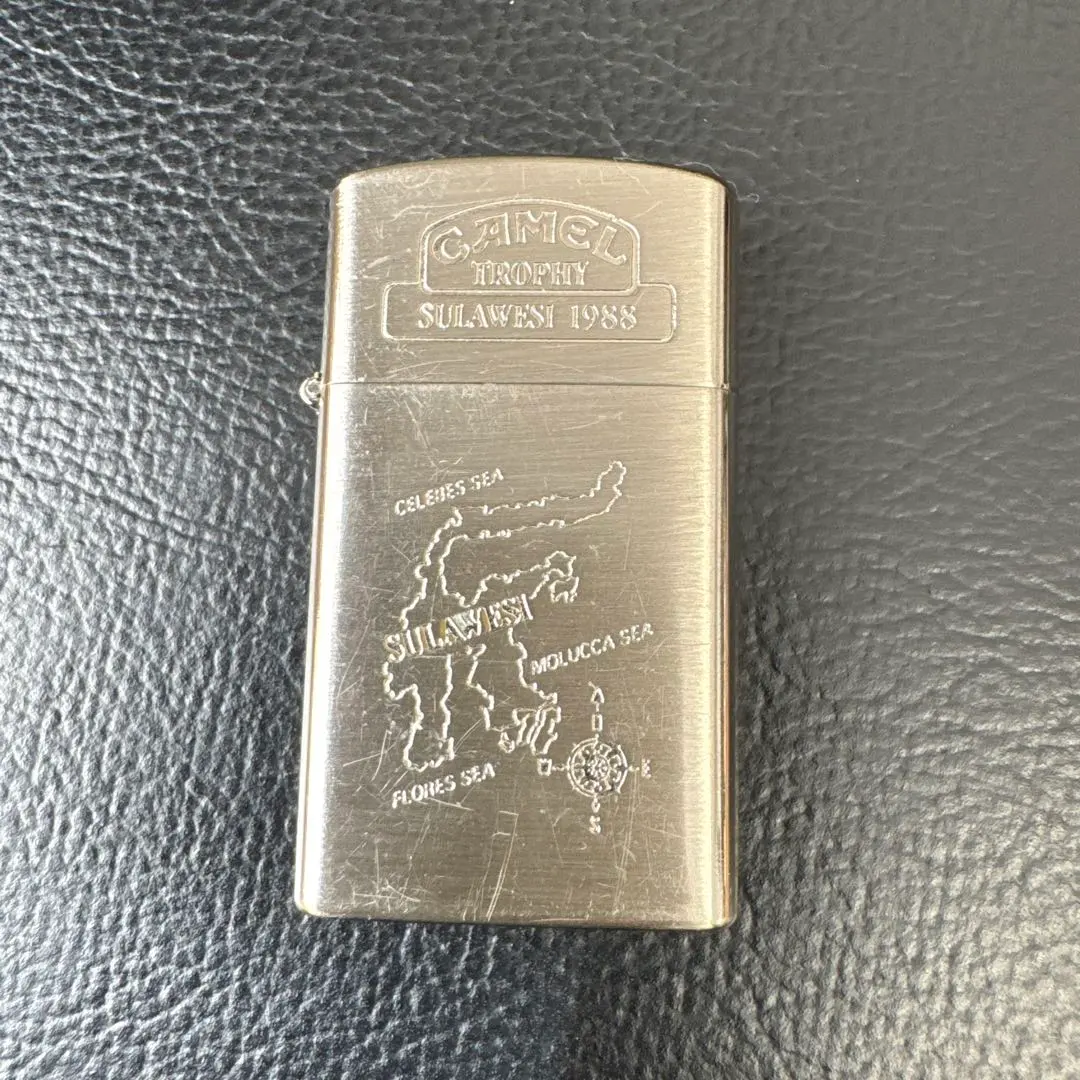 CAMEL
TROPHY
SULAWESI 1988
CELEBES SEA
SULAWESI
MOLUCCA SEA
E
S
FLORES SEA